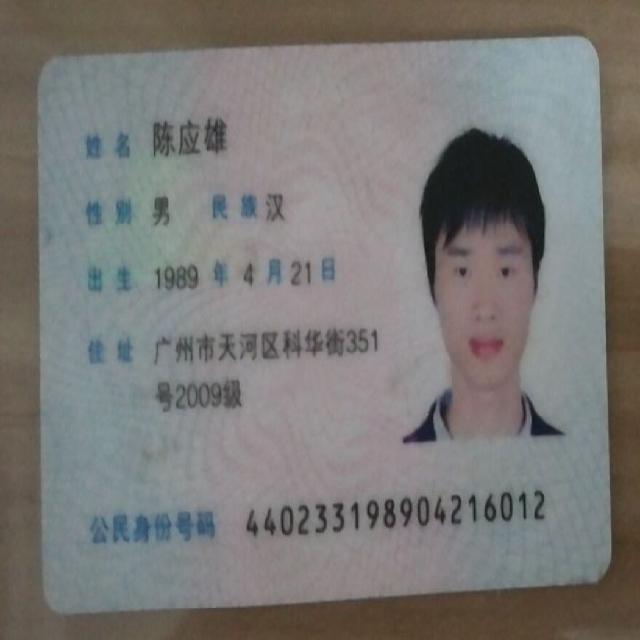 姓名 陈应雄
性别 男 民族 汉
出生 1989 年 4 月 21 日
住址 广州市天河区科华街351
号2009级
公民身份号码 440233198904216012